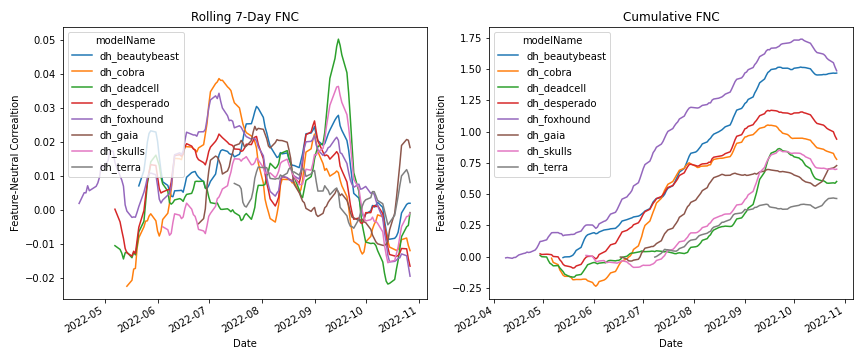 Rolling 7-Day FNC
Feature-Neutral Correaltion
0.05
0.04
0.03
0.02
0.01
0.00
−0.01
−0.02
modelName
dh_beautybeast
dh_cobra
dh_deadcell
dh_desperado
dh_foxhound
dh_gaia
dh_skulls
dh_terra
2022-05
2022-06
2022-07
2022-08
2022-09
2022-10
2022-11
Date
Cumulative FNC
Feature-Neutral Correaltion
1.75
1.50
1.25
1.00
0.75
0.50
0.25
0.00
−0.25
modelName
dh_beautybeast
dh_cobra
dh_deadcell
dh_desperado
dh_foxhound
dh_gaia
dh_skulls
dh_terra
2022-04
2022-05
2022-06
2022-07
2022-08
2022-09
2022-10
2022-11
Date